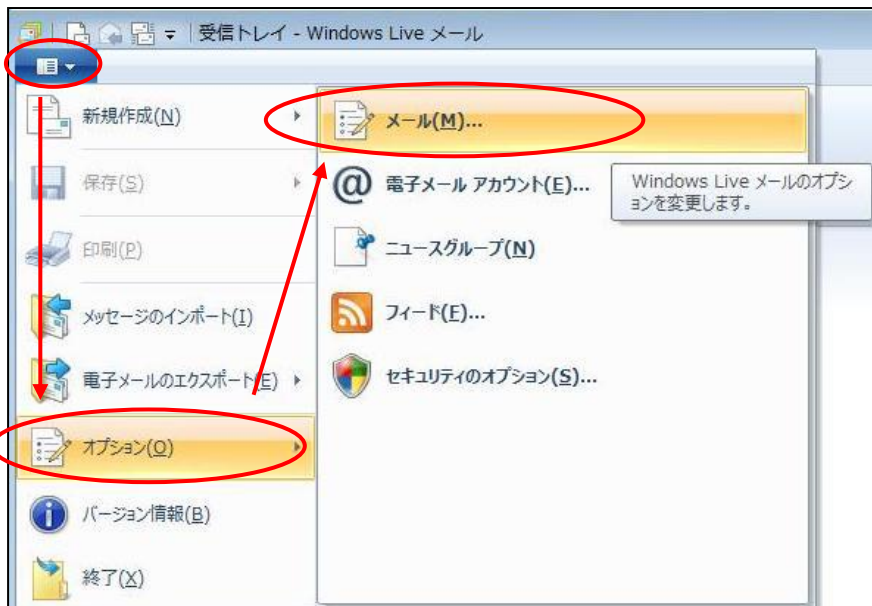 受信トレイ - Windows Live メール
新規作成(N)
保存(S)
印刷(P)
メッセージのインポート(I)
電子メールのエクスポート(E)
オプション(O)
バージョン情報(B)
終了(X)
メール(M)...
電子メール アカウント(E)...
ニュースグループ(N)
フィード(F)...
セキュリティのオプション(S)...
Windows Live メールのオプシ
ョンを変更します。